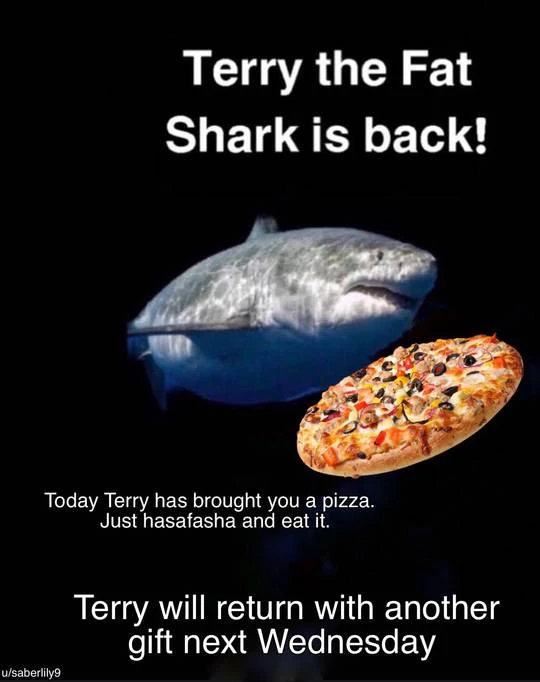 Terry the Fat
Shark is back!
Today Terry has brought you a pizza.
Just hasafasha and eat it.
Terry will return with another
gift next Wednesday
u/saberlily9